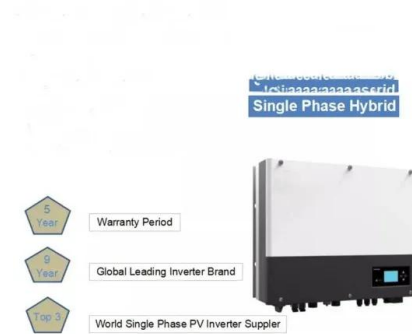 Single Phase Hybrid
5
Year
Warranty Period
9
Year
Global Leading Inverter Brand
Top 3
World Single Phase PV Inverter Suppler